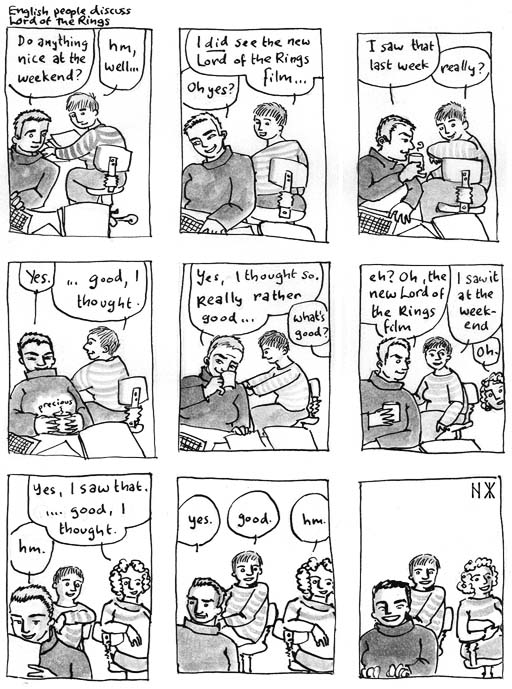 English people discuss
Lord of The Rings
Do anything
nice at the
weekend?
hm,
well...
I did see the new
Lord of the Rings
film...
Oh yes?
I saw that
last week
really?
Yes.
... good, I
thought.
precious
Yes, I thought so.
Really rather
good...
what's
good?
eh? Oh, the
new Lord of
the Rings
film
I saw it
at the
week-
end
Oh.
Yes, I saw that.
.... good, I
thought.
hm.
yes.
good.
hm.